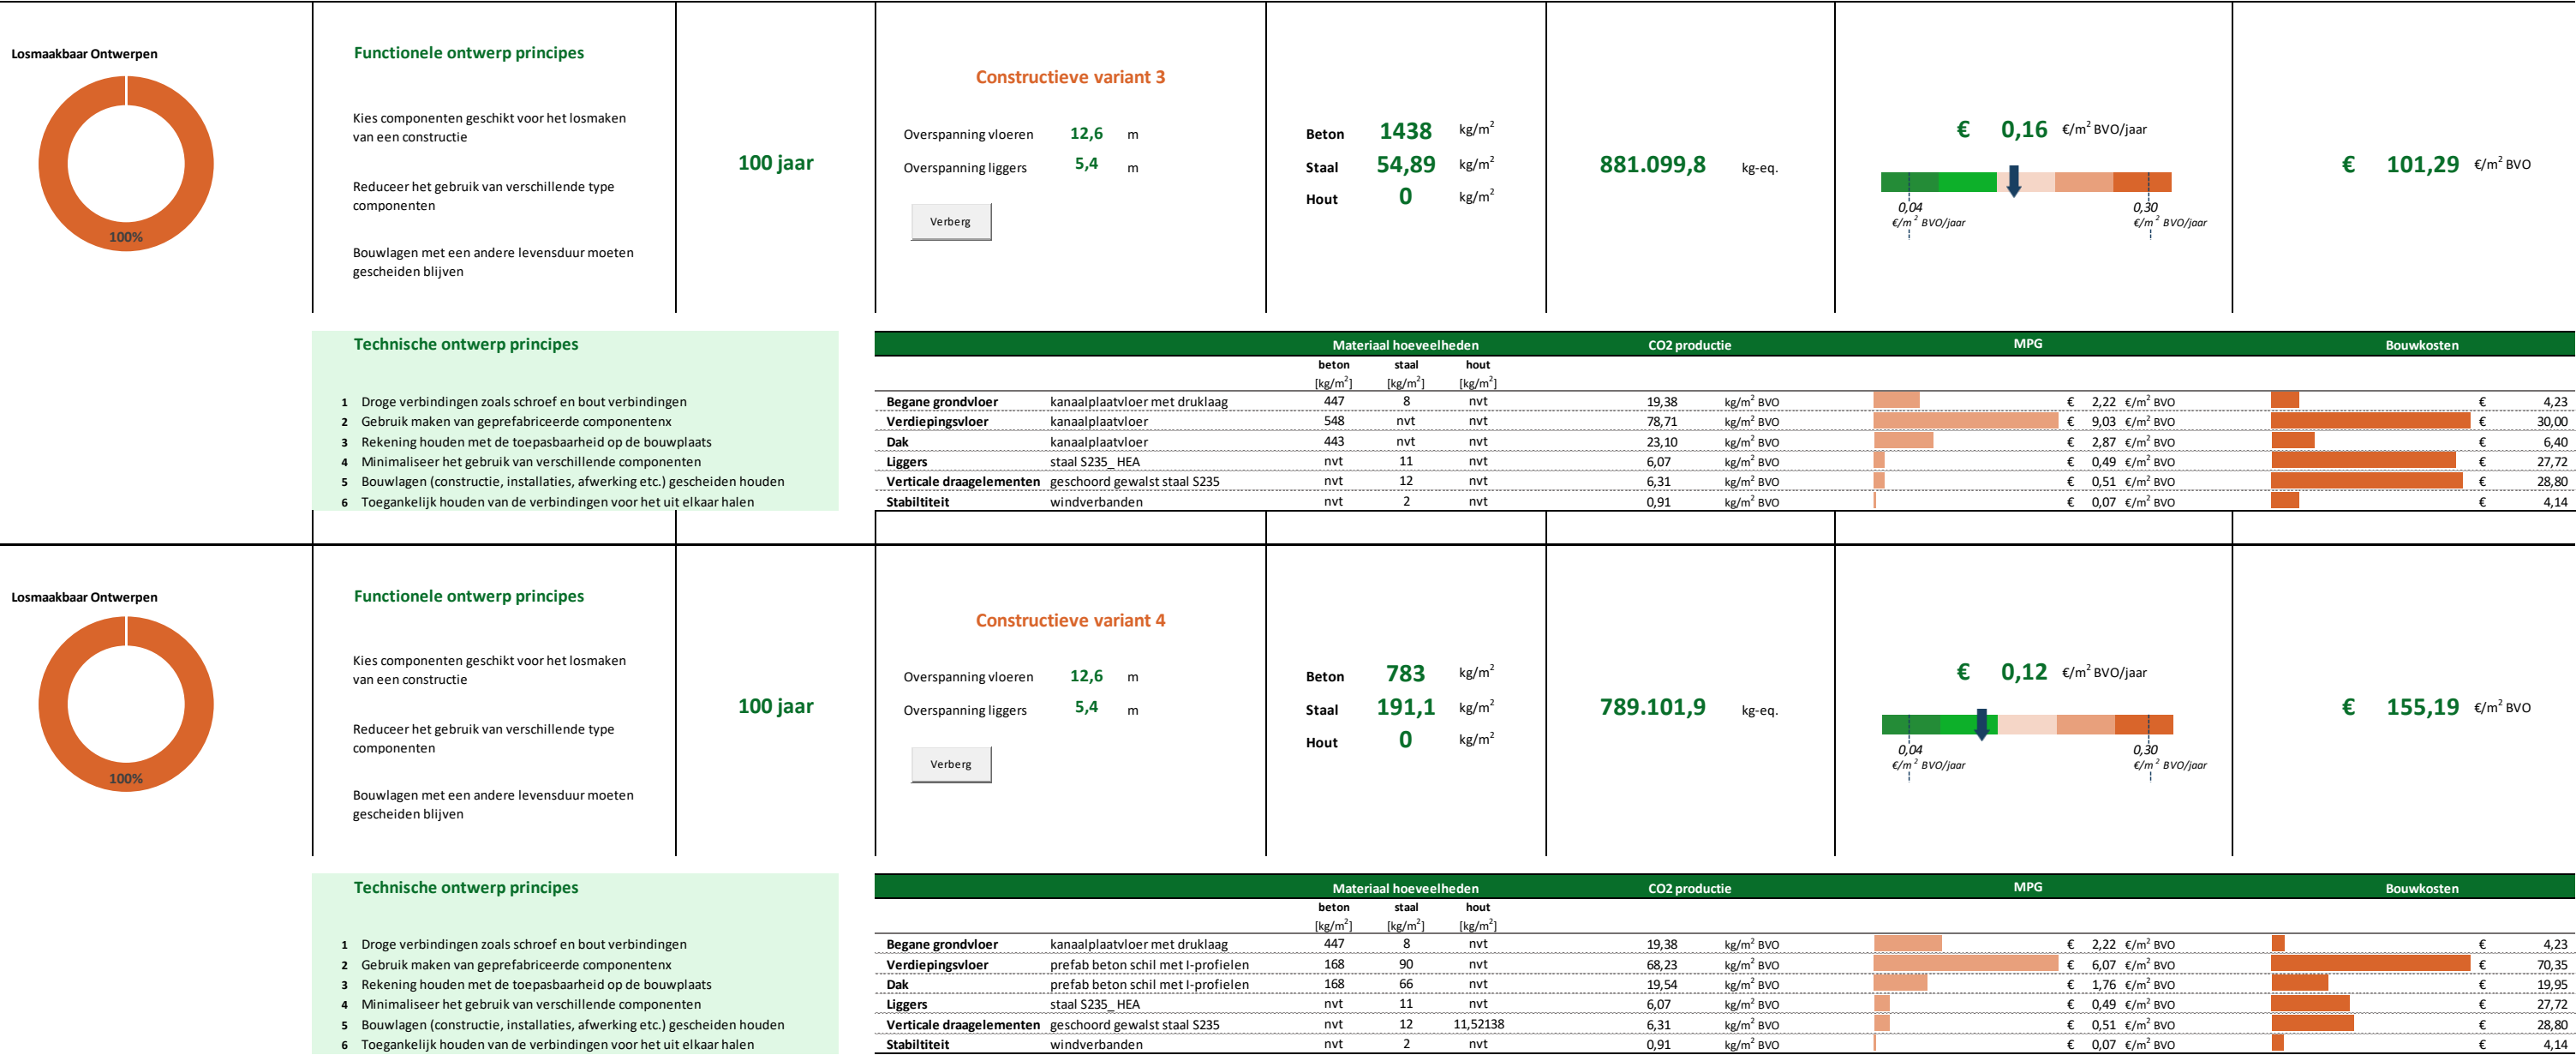 Losmaakbaar Ontwerpen
100%
Functionele ontwerp principes
Kies componenten geschikt voor het losmaken
van een constructie
Reduceer het gebruik van verschillende type
componenten
Bouwlagen met een andere levensduur moeten
gescheiden blijven
100 jaar
Constructieve variant 3
Overspanning vloeren 12,6 m
Overspanning liggers 5,4 m
Verberg
Beton 1438 kg/m²
Staal 54,89 kg/m²
Hout 0 kg/m²
881.099,8 kg-eq.
€ 0,16 €/m² BVO/jaar
0,04 0,30
€/m² BVO/jaar €/m² BVO/jaar
€ 101,29 €/m² BVO
Technische ontwerp principes
1 Droge verbindingen zoals schroef en bout verbindingen
2 Gebruik maken van geprefabriceerde componentenx
3 Rekening houden met de toepasbaarheid op de bouwplaats
4 Minimaliseer het gebruik van verschillende componenten
5 Bouwlagen (constructie, installaties, afwerking etc.) gescheiden houden
6 Toegankelijk houden van de verbindingen voor het uit elkaar halen
Materiaal hoeveelheden CO2 productie MPG Bouwkosten
beton staal hout
[kg/m²] [kg/m²] [kg/m²]
Begane grondvloer kanaalplaatvloer met druklaag 447 8 nvt 19,38 kg/m² BVO € 2,22 €/m² BVO € 4,23
Verdiepingsvloer kanaalplaatvloer 548 nvt nvt 78,71 kg/m² BVO € 9,03 €/m² BVO € 30,00
Dak kanaalplaatvloer 443 nvt nvt 23,10 kg/m² BVO € 2,87 €/m² BVO € 6,40
Liggers staal S235_ HEA nvt 11 nvt 6,07 kg/m² BVO € 0,49 €/m² BVO € 27,72
Verticale draagelementen geschoord gewalst staal S235 nvt 12 nvt 6,31 kg/m² BVO € 0,51 €/m² BVO € 28,80
Stabiltiteit windverbanden nvt 2 nvt 0,91 kg/m² BVO € 0,07 €/m² BVO € 4,14
Losmaakbaar Ontwerpen
100%
Functionele ontwerp principes
Kies componenten geschikt voor het losmaken
van een constructie
Reduceer het gebruik van verschillende type
componenten
Bouwlagen met een andere levensduur moeten
gescheiden blijven
100 jaar
Constructieve variant 4
Overspanning vloeren 12,6 m
Overspanning liggers 5,4 m
Verberg
Beton 783 kg/m²
Staal 191,1 kg/m²
Hout 0 kg/m²
789.101,9 kg-eq.
€ 0,12 €/m² BVO/jaar
0,04 0,30
€/m² BVO/jaar €/m² BVO/jaar
€ 155,19 €/m² BVO
Technische ontwerp principes
1 Droge verbindingen zoals schroef en bout verbindingen
2 Gebruik maken van geprefabriceerde componentenx
3 Rekening houden met de toepasbaarheid op de bouwplaats
4 Minimaliseer het gebruik van verschillende componenten
5 Bouwlagen (constructie, installaties, afwerking etc.) gescheiden houden
6 Toegankelijk houden van de verbindingen voor het uit elkaar halen
Materiaal hoeveelheden CO2 productie MPG Bouwkosten
beton staal hout
[kg/m²] [kg/m²] [kg/m²]
Begane grondvloer kanaalplaatvloer met druklaag 447 8 nvt 19,38 kg/m² BVO € 2,22 €/m² BVO € 4,23
Verdiepingsvloer prefab beton schil met I-profielen 168 90 nvt 68,23 kg/m² BVO € 6,07 €/m² BVO € 70,35
Dak prefab beton schil met I-profielen 168 66 nvt 19,54 kg/m² BVO € 1,76 €/m² BVO € 19,95
Liggers staal S235_ HEA nvt 11 nvt 6,07 kg/m² BVO € 0,49 €/m² BVO € 27,72
Verticale draagelementen geschoord gewalst staal S235 nvt 12 11,52138 6,31 kg/m² BVO € 0,51 €/m² BVO € 28,80
Stabiltiteit windverbanden nvt 2 nvt 0,91 kg/m² BVO € 0,07 €/m² BVO € 4,14